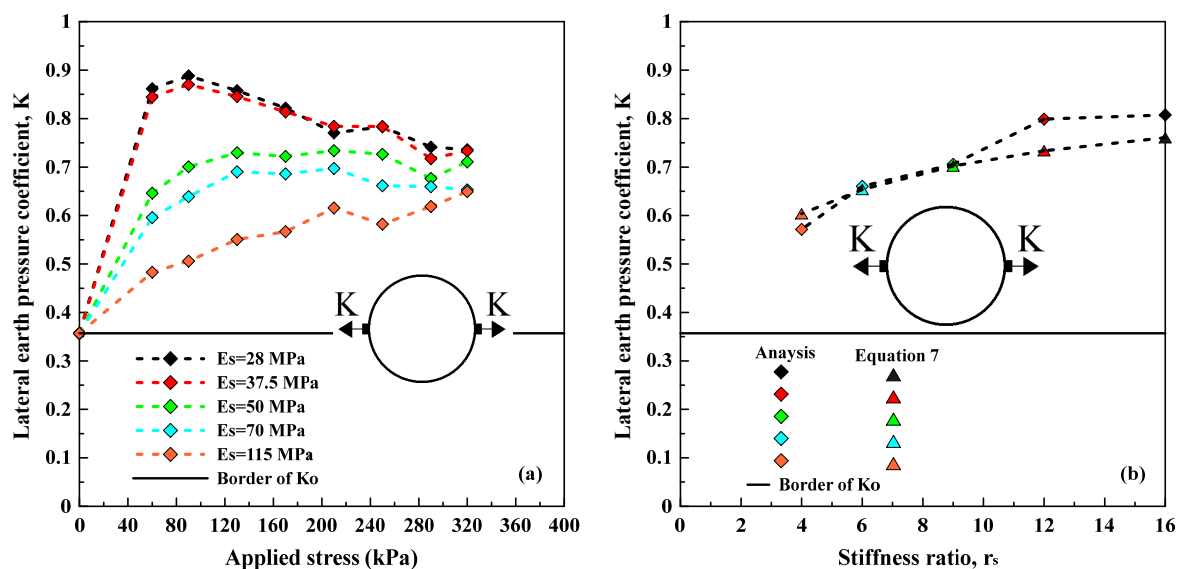 Lateral earth pressure coefficient, K
1
0.9
0.8
0.7
0.6
0.5
0.4
0.3
0.2
0.1
0
K K
Es=28 MPa
Es=37.5 MPa
Es=50 MPa
Es=70 MPa
Es=115 MPa
Border of Ko
(a)
0 40 80 120 160 200 240 280 320 360 400
Applied stress (kPa)
Lateral earth pressure coefficient, K
1
0.9
0.8
0.7
0.6
0.5
0.4
0.3
0.2
0.1
0
K K
Anaysis Equation 7
Border of Ko
(b)
0 2 4 6 8 10 12 14 16
Stiffness ratio, rs